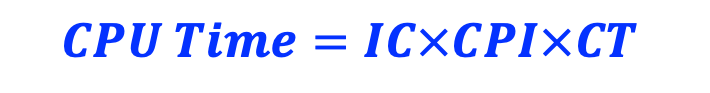 CPU Time = IC×CPI×CT